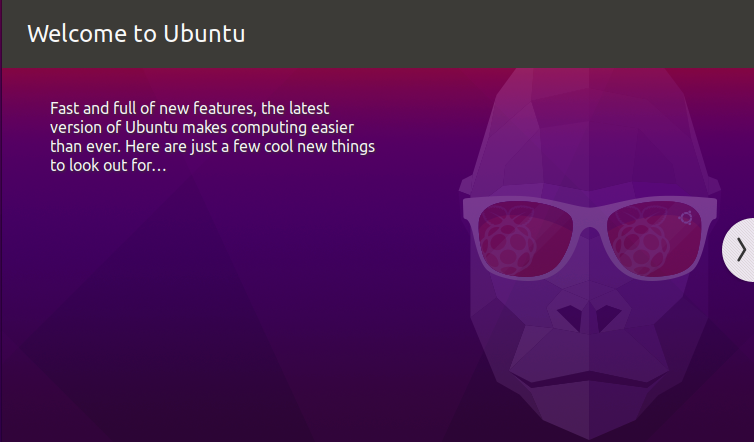 Welcome to Ubuntu
Fast and full of new features, the latest
version of Ubuntu makes computing easier
than ever. Here are just a few cool new things
to look out for…